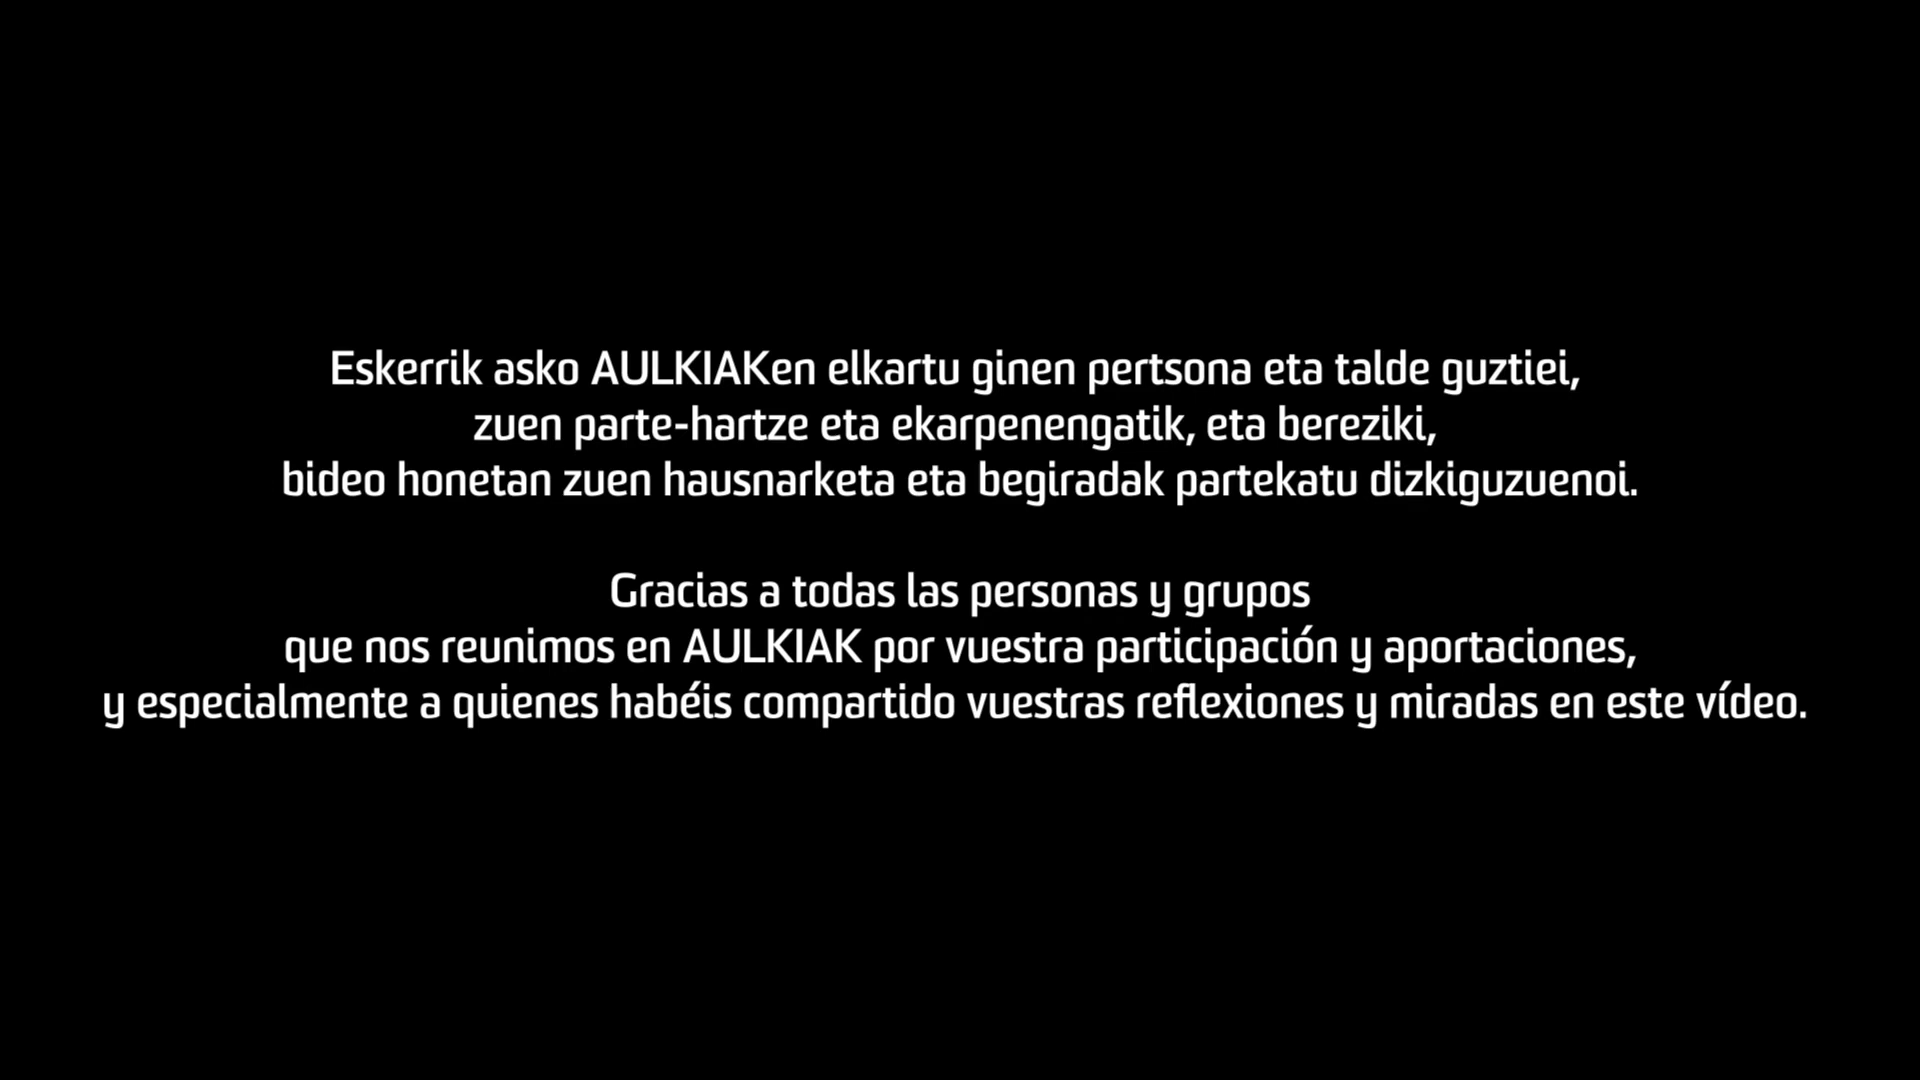 Eskerrik asko AULKIAKen elkartu ginen pertsona eta talde guztiei,
zuen parte-hartze eta ekarpenengatik, eta bereziki,
bideo honetan zuen hausnarketa eta begiradak partekatu dizkiguzuenoi.
Gracias a todas las personas y grupos
que nos reunimos en AULKIAK por vuestra participación y aportaciones,
y especialmente a quienes habéis compartido vuestras reflexiones y miradas en este vídeo.